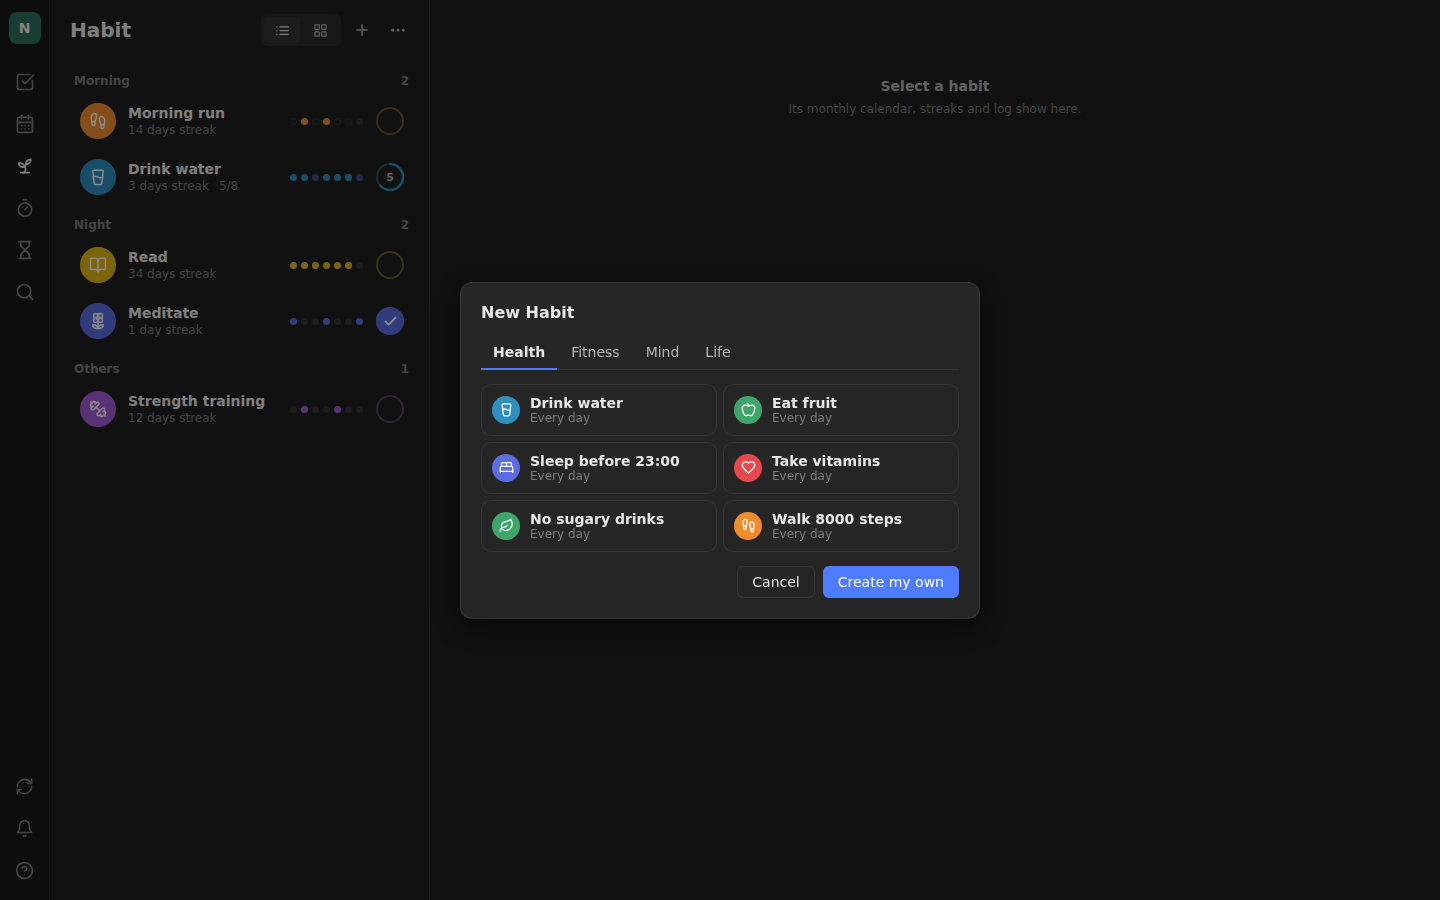 N
Habit
Morning 2
Morning run
14 days streak
Drink water
3 days streak 5/8
5
Night 2
Read
34 days streak
Meditate
1 day streak
Others 1
Strength training
12 days streak
Select a habit
Its monthly calendar, streaks and log show here.
New Habit
Health Fitness Mind Life
Drink water
Every day
Eat fruit
Every day
Sleep before 23:00
Every day
Take vitamins
Every day
No sugary drinks
Every day
Walk 8000 steps
Every day
Cancel Create my own